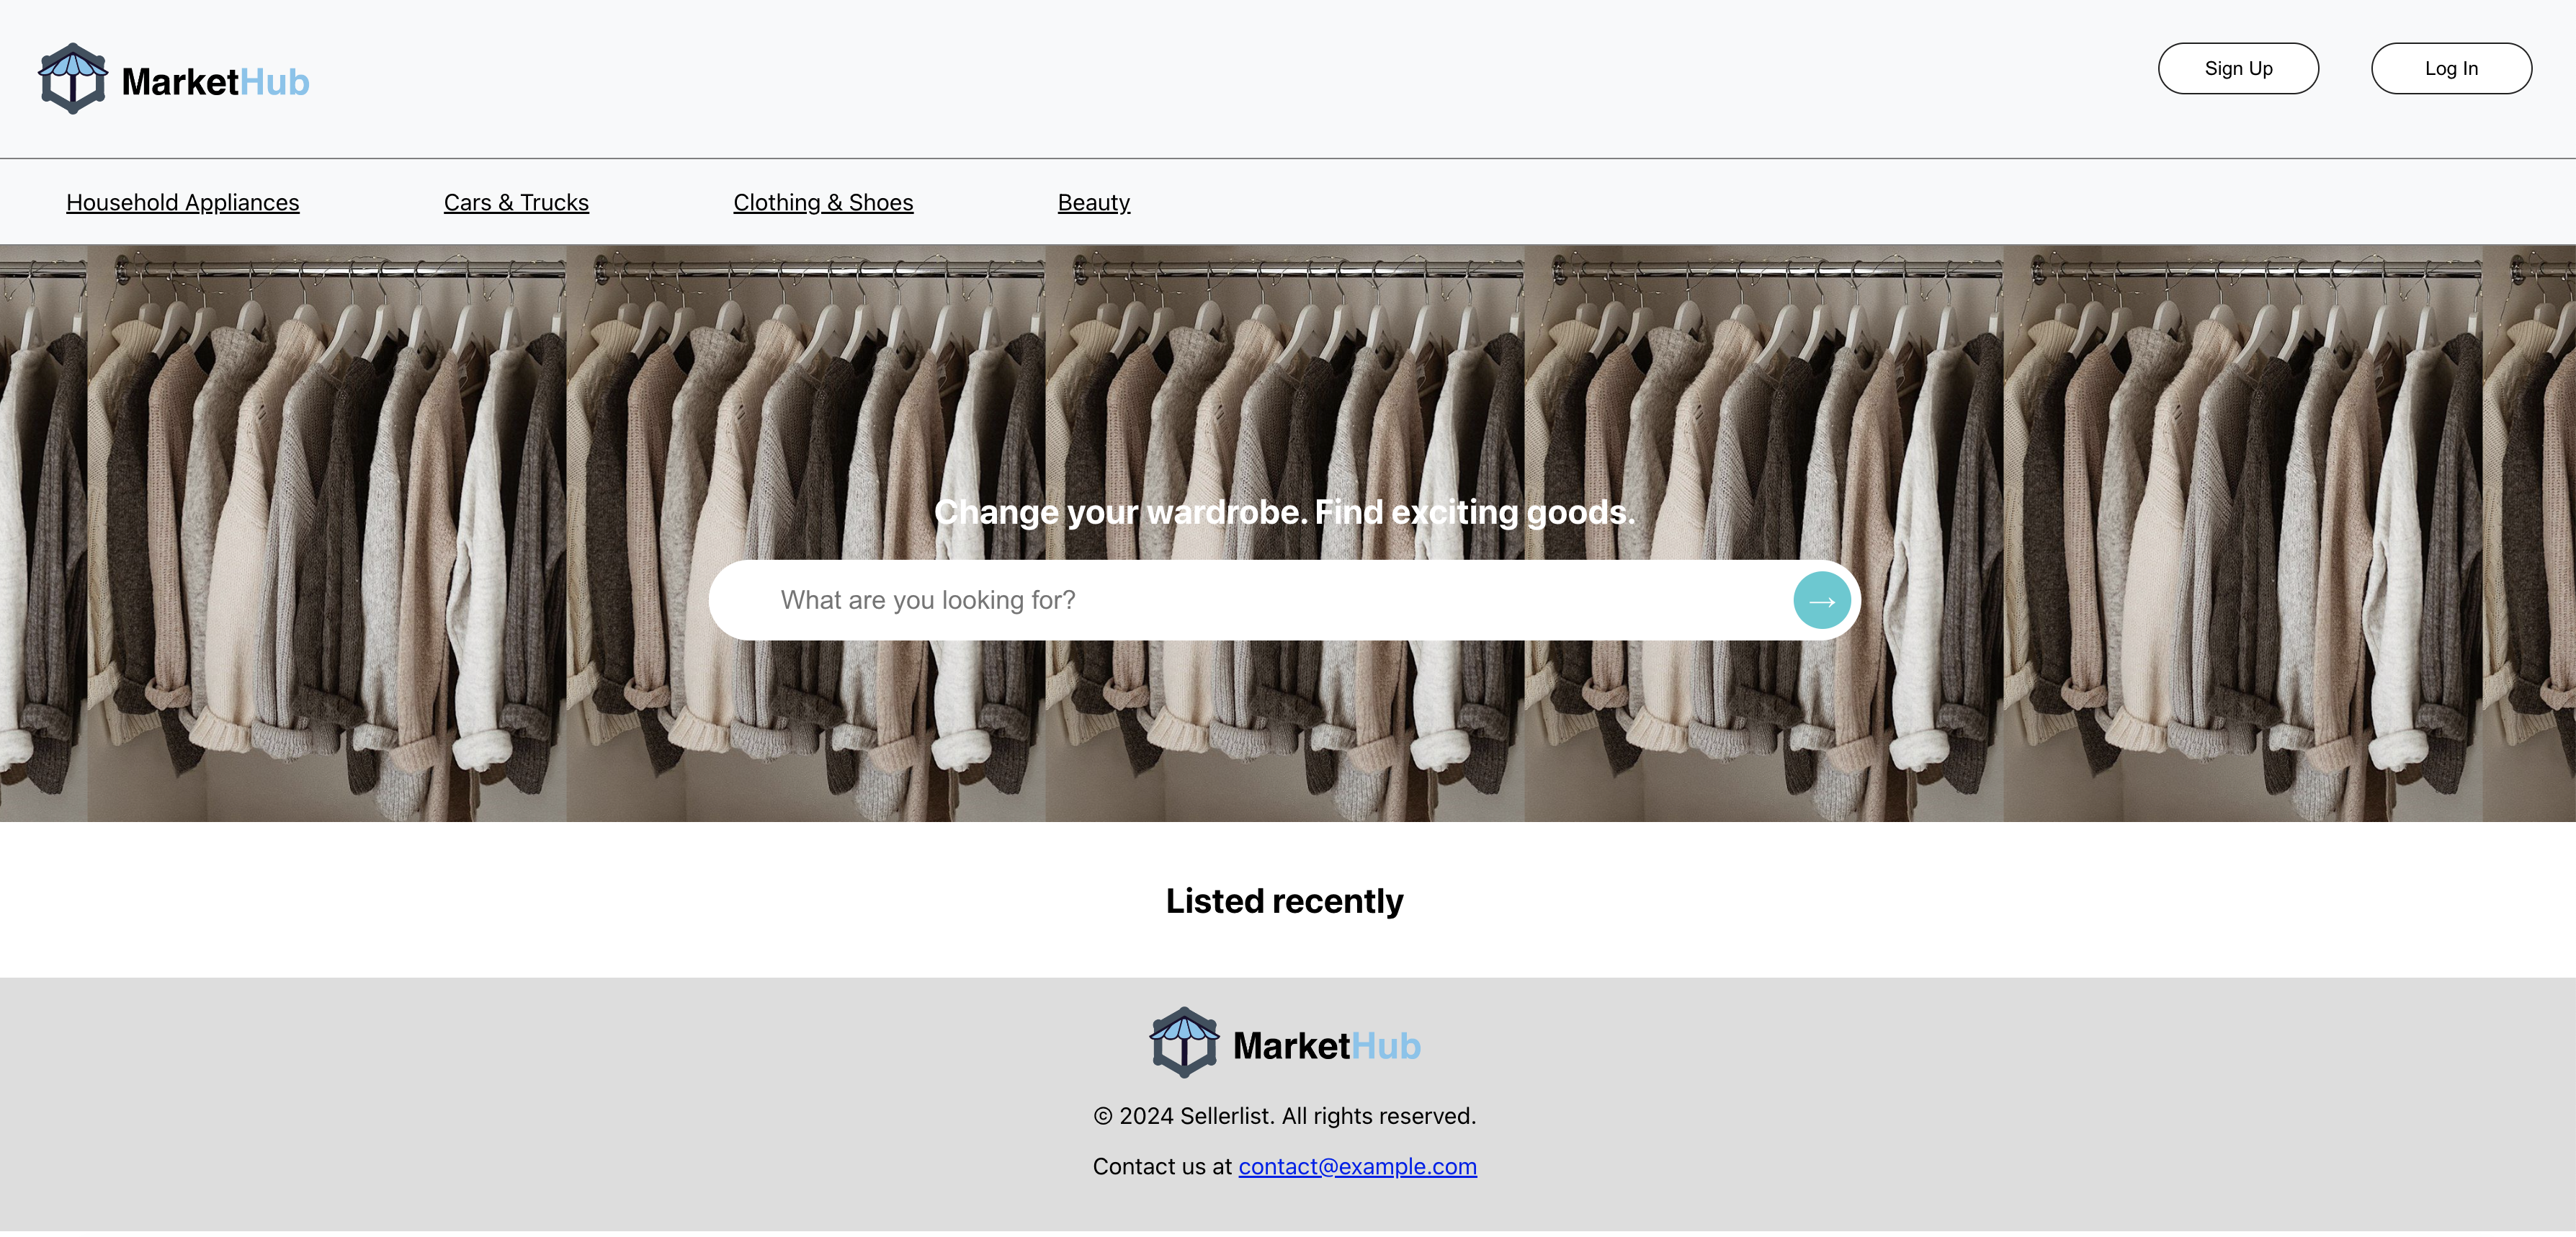 MarketHub
Sign Up
Log In
Household Appliances
Cars & Trucks
Clothing & Shoes
Beauty
Change your wardrobe. Find exciting goods.
What are you looking for?
→
Listed recently
MarketHub
© 2024 Sellerlist. All rights reserved.
Contact us at contact@example.com